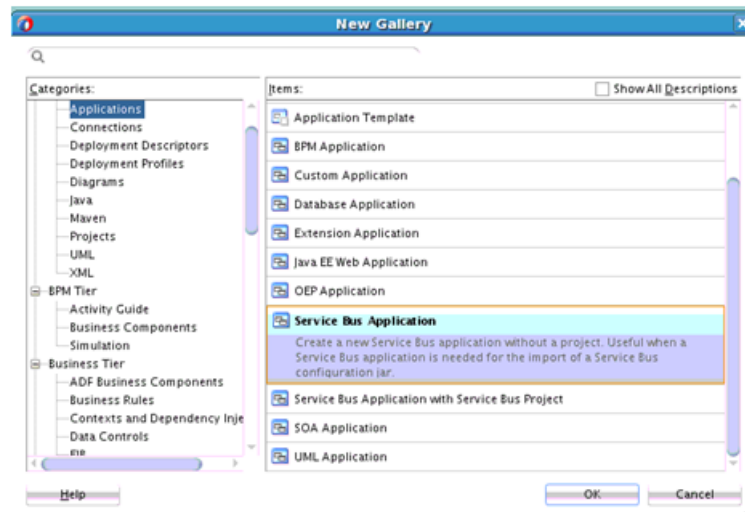 New Gallery
Categories:
Applications
Connections
Deployment Descriptors
Deployment Profiles
Diagrams
Java
Maven
Projects
UML
XML
BPM Tier
Activity Guide
Business Components
Simulation
Business Tier
ADF Business Components
Business Rules
Contexts and Dependency Inje
Data Controls
Items:
Show All Descriptions
Application Template
BPM Application
Custom Application
Database Application
Extension Application
Java EE Web Application
OEP Application
Service Bus Application
Create a new Service Bus application without a project. Useful when a
Service Bus application is needed for the import of a Service Bus
configuration jar.
Service Bus Application with Service Bus Project
SOA Application
UML Application
Help
OK
Cancel